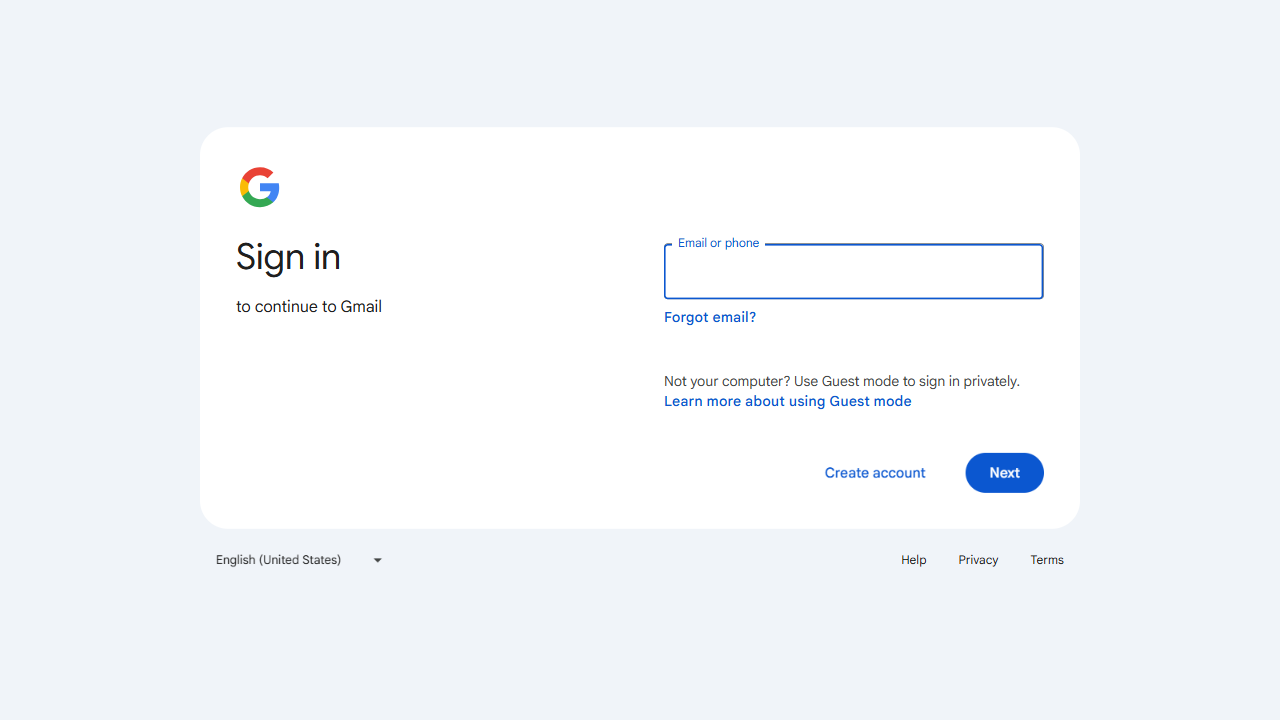 Sign in
to continue to Gmail
Email or phone
Forgot email?
Not your computer? Use Guest mode to sign in privately.
Learn more about using Guest mode
Create account
Next
English (United States)
Help
Privacy
Terms